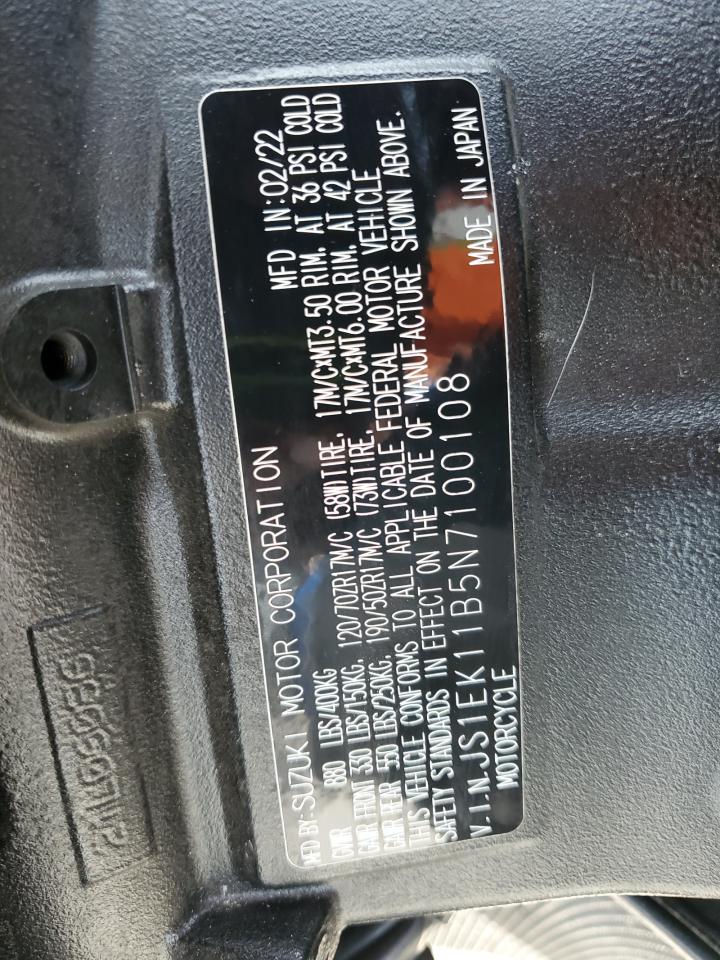 MFD BY:SUZUKI MOTOR CORPORATION MFD IN:02/22
GVWR 880 LBS/400KG
GAWR FRONT 330 LBS/150KG, 120/70ZR17M/C (58W)TIRE, 17M/CxMT3.50 RIM, AT 36 PSI COLD
GAWR REAR 550 LBS/250KG, 190/50ZR17M/C (73W)TIRE, 17M/CxMT6.00 RIM, AT 42 PSI COLD
THIS VEHICLE CONFORMS TO ALL APPLICABLE FEDERAL MOTOR VEHICLE
SAFETY STANDARDS IN EFFECT ON THE DATE OF MANUFACTURE SHOWN ABOVE.
V.I.N.JS1EK11B5N7100108
MOTORCYCLE MADE IN JAPAN